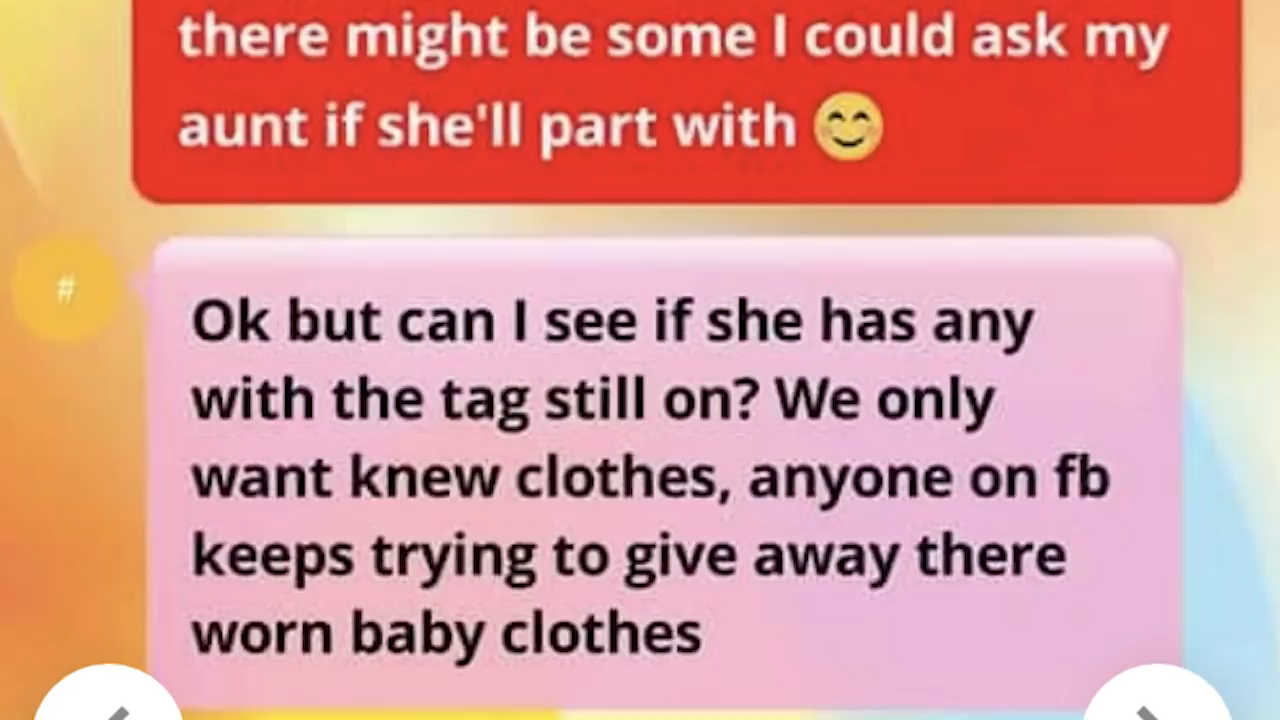 there might be some I could ask my
aunt if she'll part with 😊
#
Ok but can I see if she has any
with the tag still on? We only
want knew clothes, anyone on fb
keeps trying to give away there
worn baby clothes